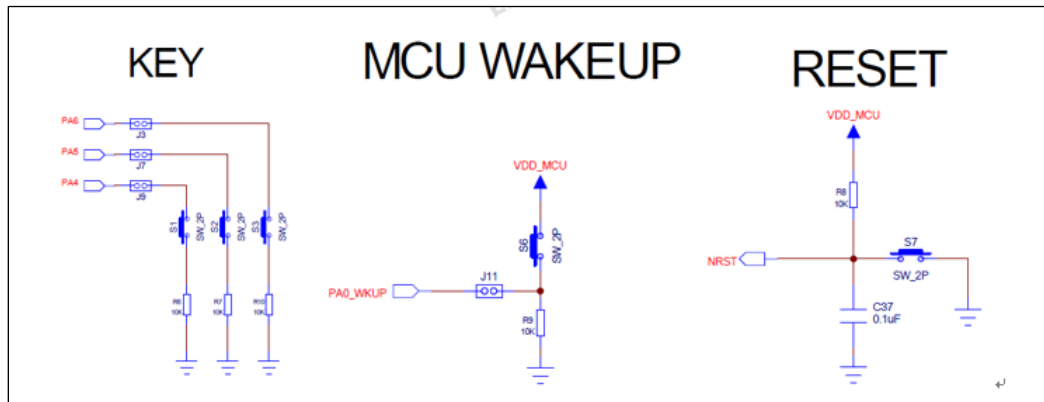 KEY
PA6
J3
PA5
J7
PA4
J9
S1
SW_2P
S2
SW_2P
S3
SW_2P
R6
10K
R7
10K
R10
10K
MCU WAKEUP
VDD_MCU
S6
SW_2P
J11
PA0_WKUP
R9
10K
RESET
VDD_MCU
R8
10K
S7
NRST
SW_2P
C37
0.1uF